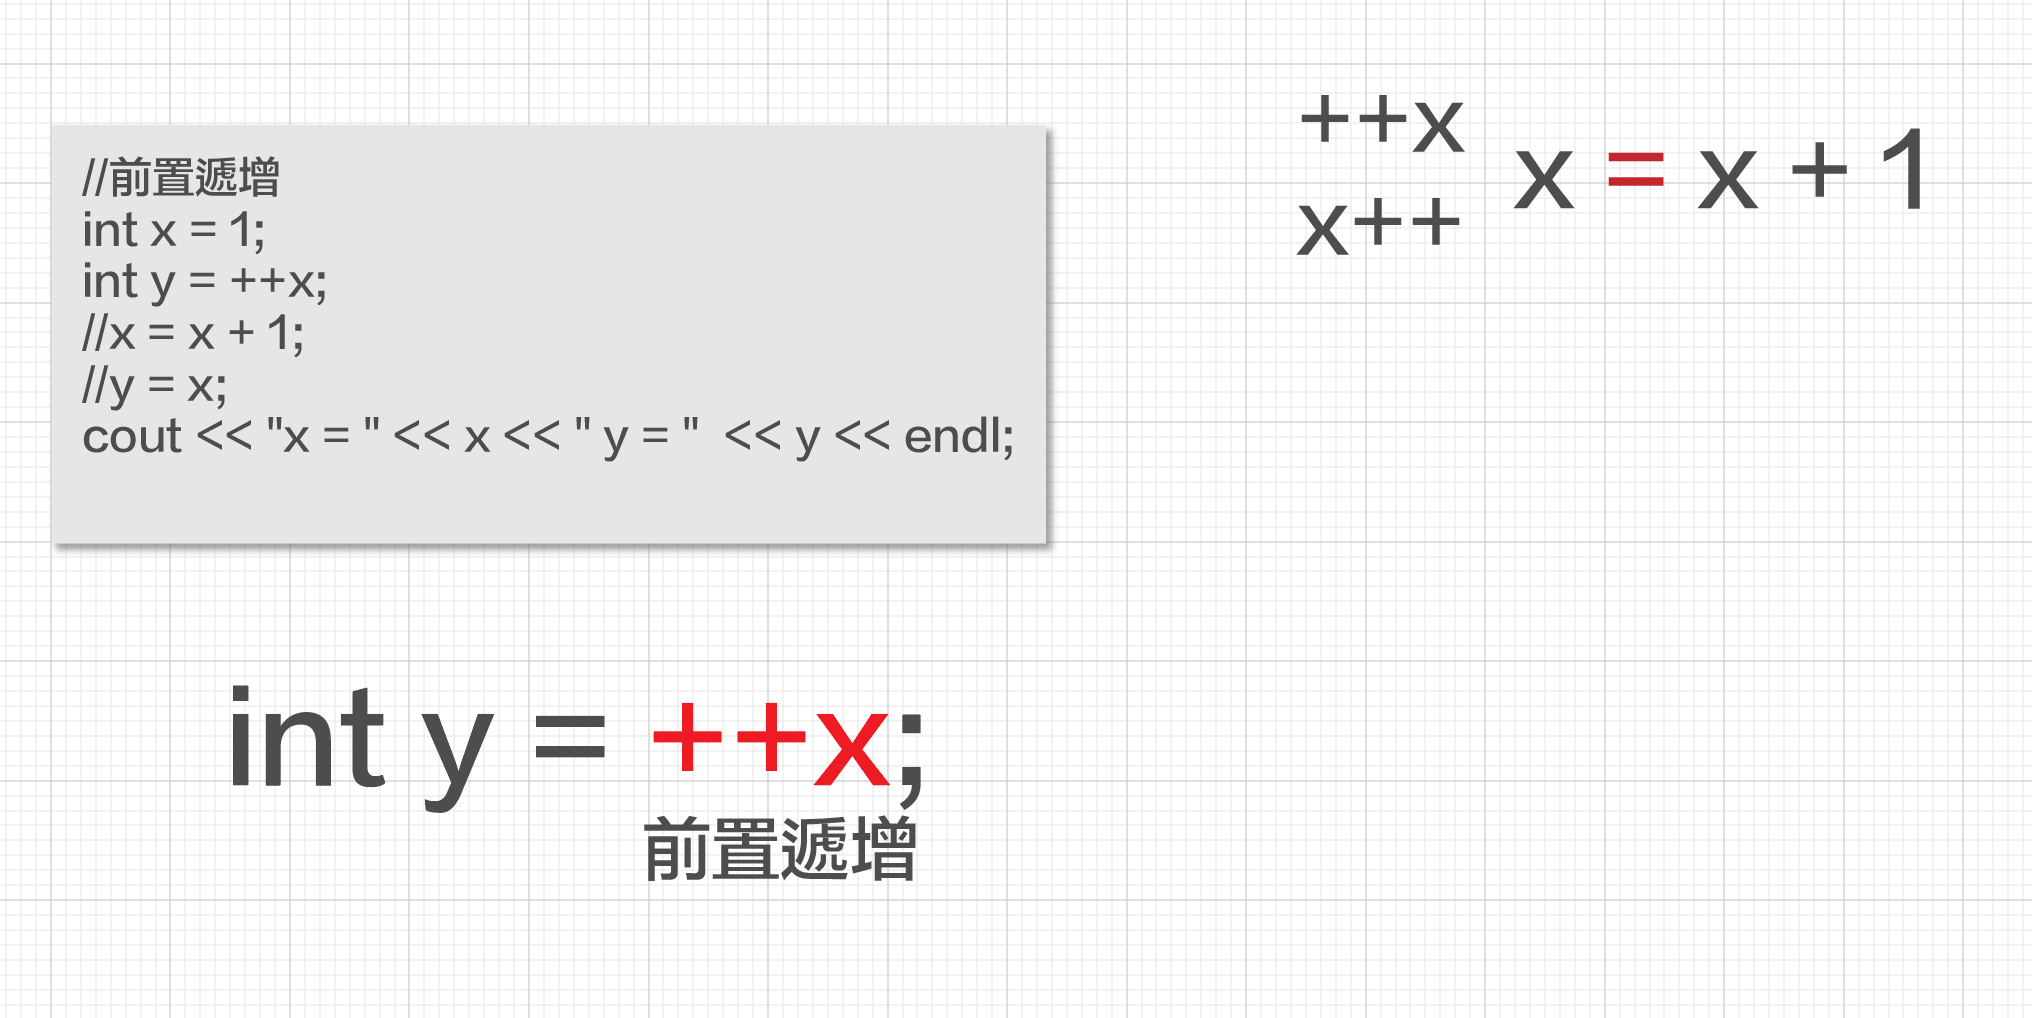 //前置遞增
int x = 1;
int y = ++x;
//x = x + 1;
//y = x;
cout << "x = " << x << " y = "  << y << endl;
++x
x++
x = x + 1
int y = ++x;
前置遞增